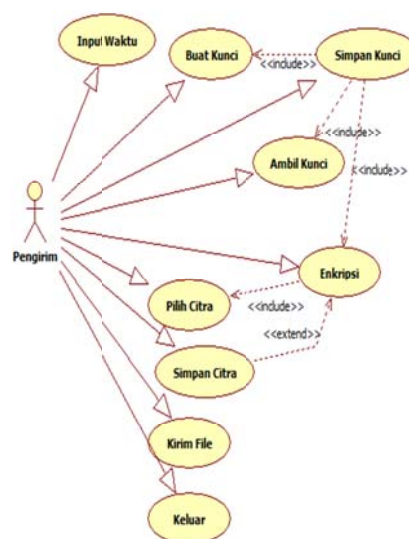 Input Waktu
Buat Kunci
Simpan Kunci
<<include>>
<<include>>
Ambil Kunci
<<include>>
Pengirim
Enkripsi
Pilih Citra
<<include>>
<<extend>>
Simpan Citra
Kirim File
Keluar